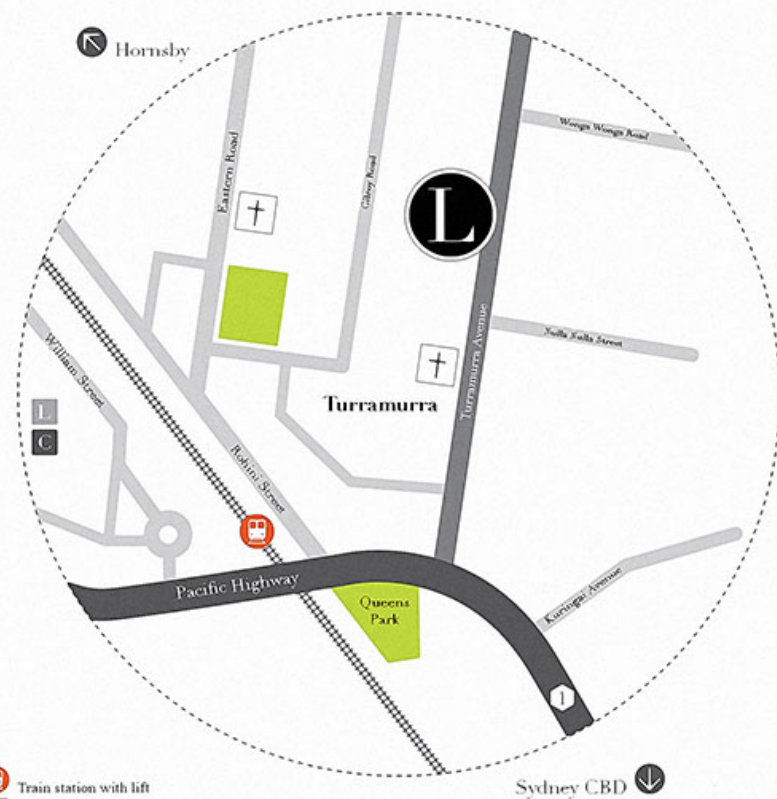 Hornsby
Wonga Wonga Road
Eastern Road
Gilroy Road
L
Turramurra Avenue
Nulla Nulla Street
William Street
Turramurra
L
C
Rohini Street
Pacific Highway
Queens
Park
Kuringai Avenue
1
Train station with lift
Sydney CBD